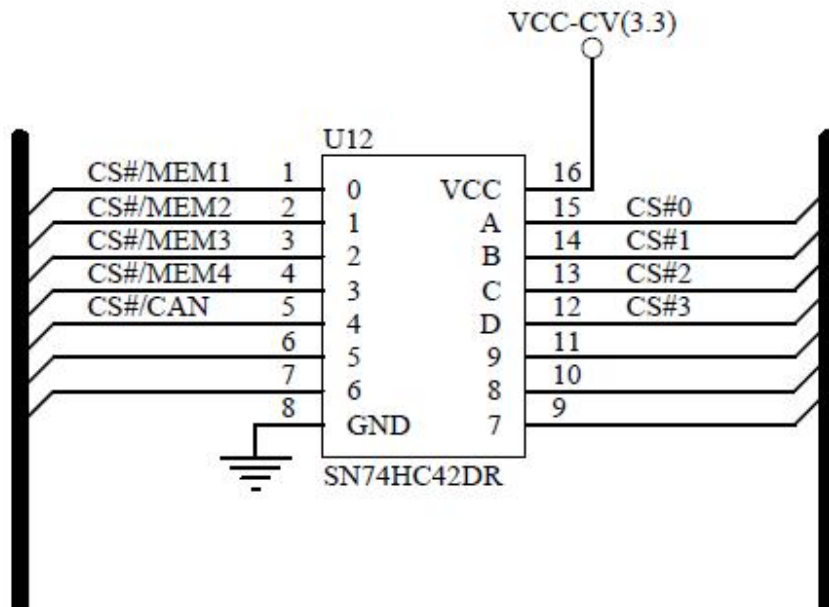 VCC-CV(3.3)
U12
CS#/MEM1 1 0 VCC 16
CS#/MEM2 2 1 A 15 CS#0
CS#/MEM3 3 2 B 14 CS#1
CS#/MEM4 4 3 C 13 CS#2
CS#/CAN 5 4 D 12 CS#3
6 5 9 11
7 6 8 10
8 GND 7 9
SN74HC42DR